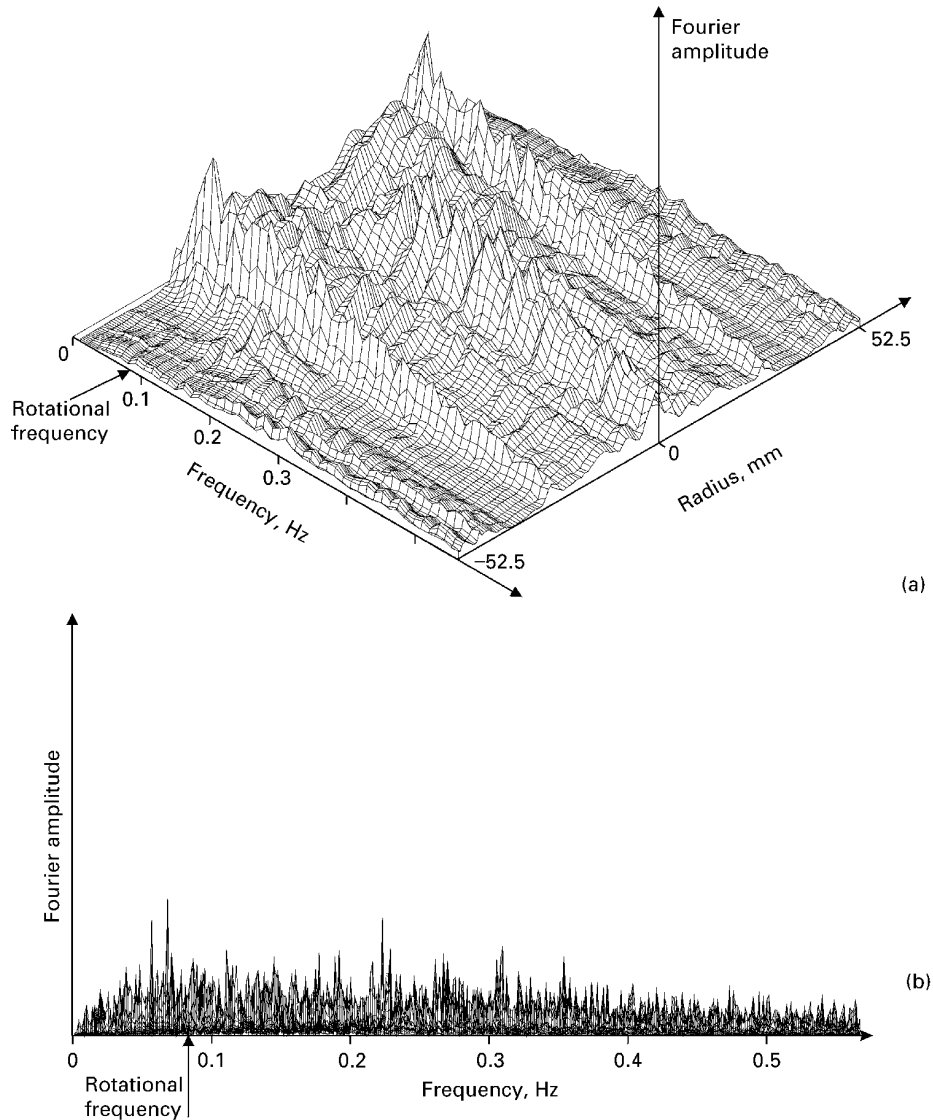 Fourier
amplitude
52.5
0
Rotational
frequency
0.1
0.2
0.3
Frequency, Hz
0
Radius, mm
–52.5
(a)
Fourier amplitude
(b)
0
0.1
0.2
0.3
0.4
0.5
Rotational
frequency
Frequency, Hz